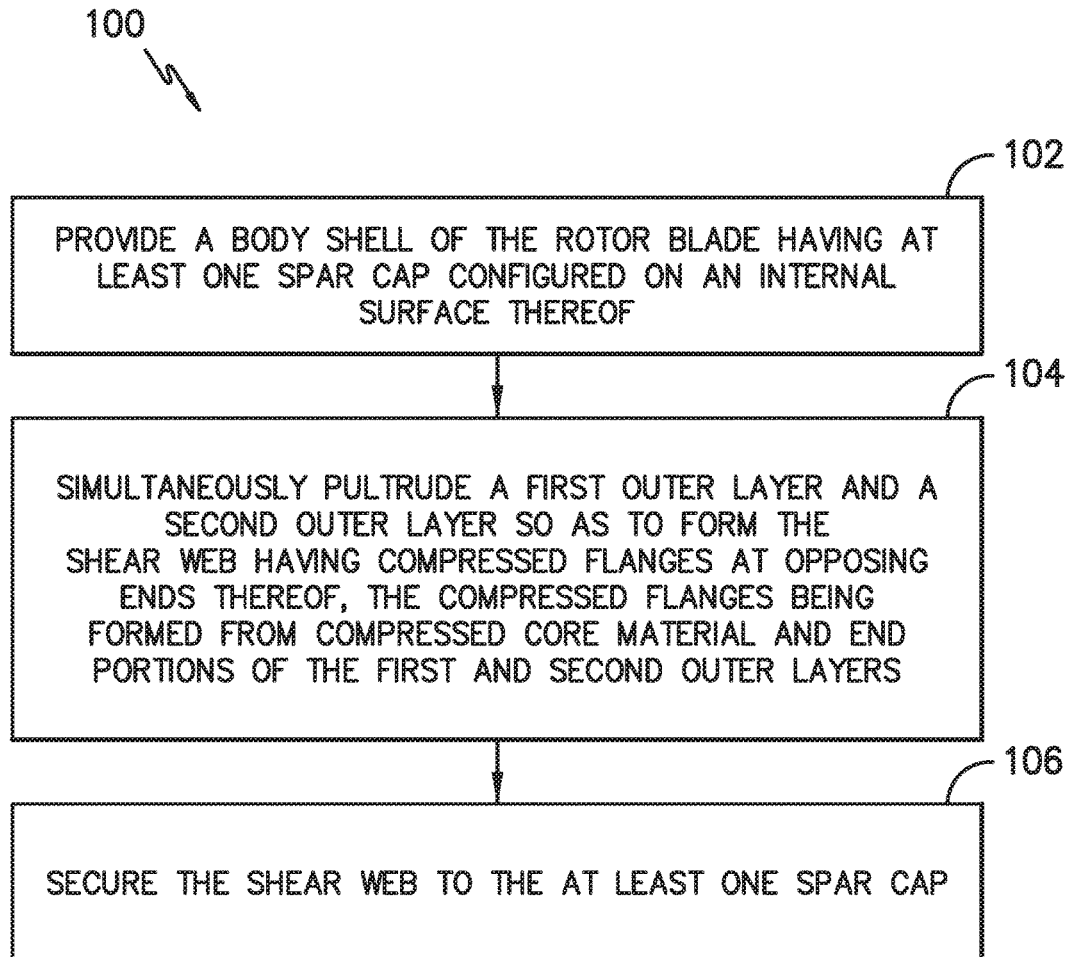 100
102
PROVIDE A BODY SHELL OF THE ROTOR BLADE HAVING AT
LEAST ONE SPAR CAP CONFIGURED ON AN INTERNAL
SURFACE THEREOF
104
SIMULTANEOUSLY PULTRUDE A FIRST OUTER LAYER AND A
SECOND OUTER LAYER SO AS TO FORM THE
SHEAR WEB HAVING COMPRESSED FLANGES AT OPPOSING
ENDS THEREOF, THE COMPRESSED FLANGES BEING
FORMED FROM COMPRESSED CORE MATERIAL AND END
PORTIONS OF THE FIRST AND SECOND OUTER LAYERS
106
SECURE THE SHEAR WEB TO THE AT LEAST ONE SPAR CAP